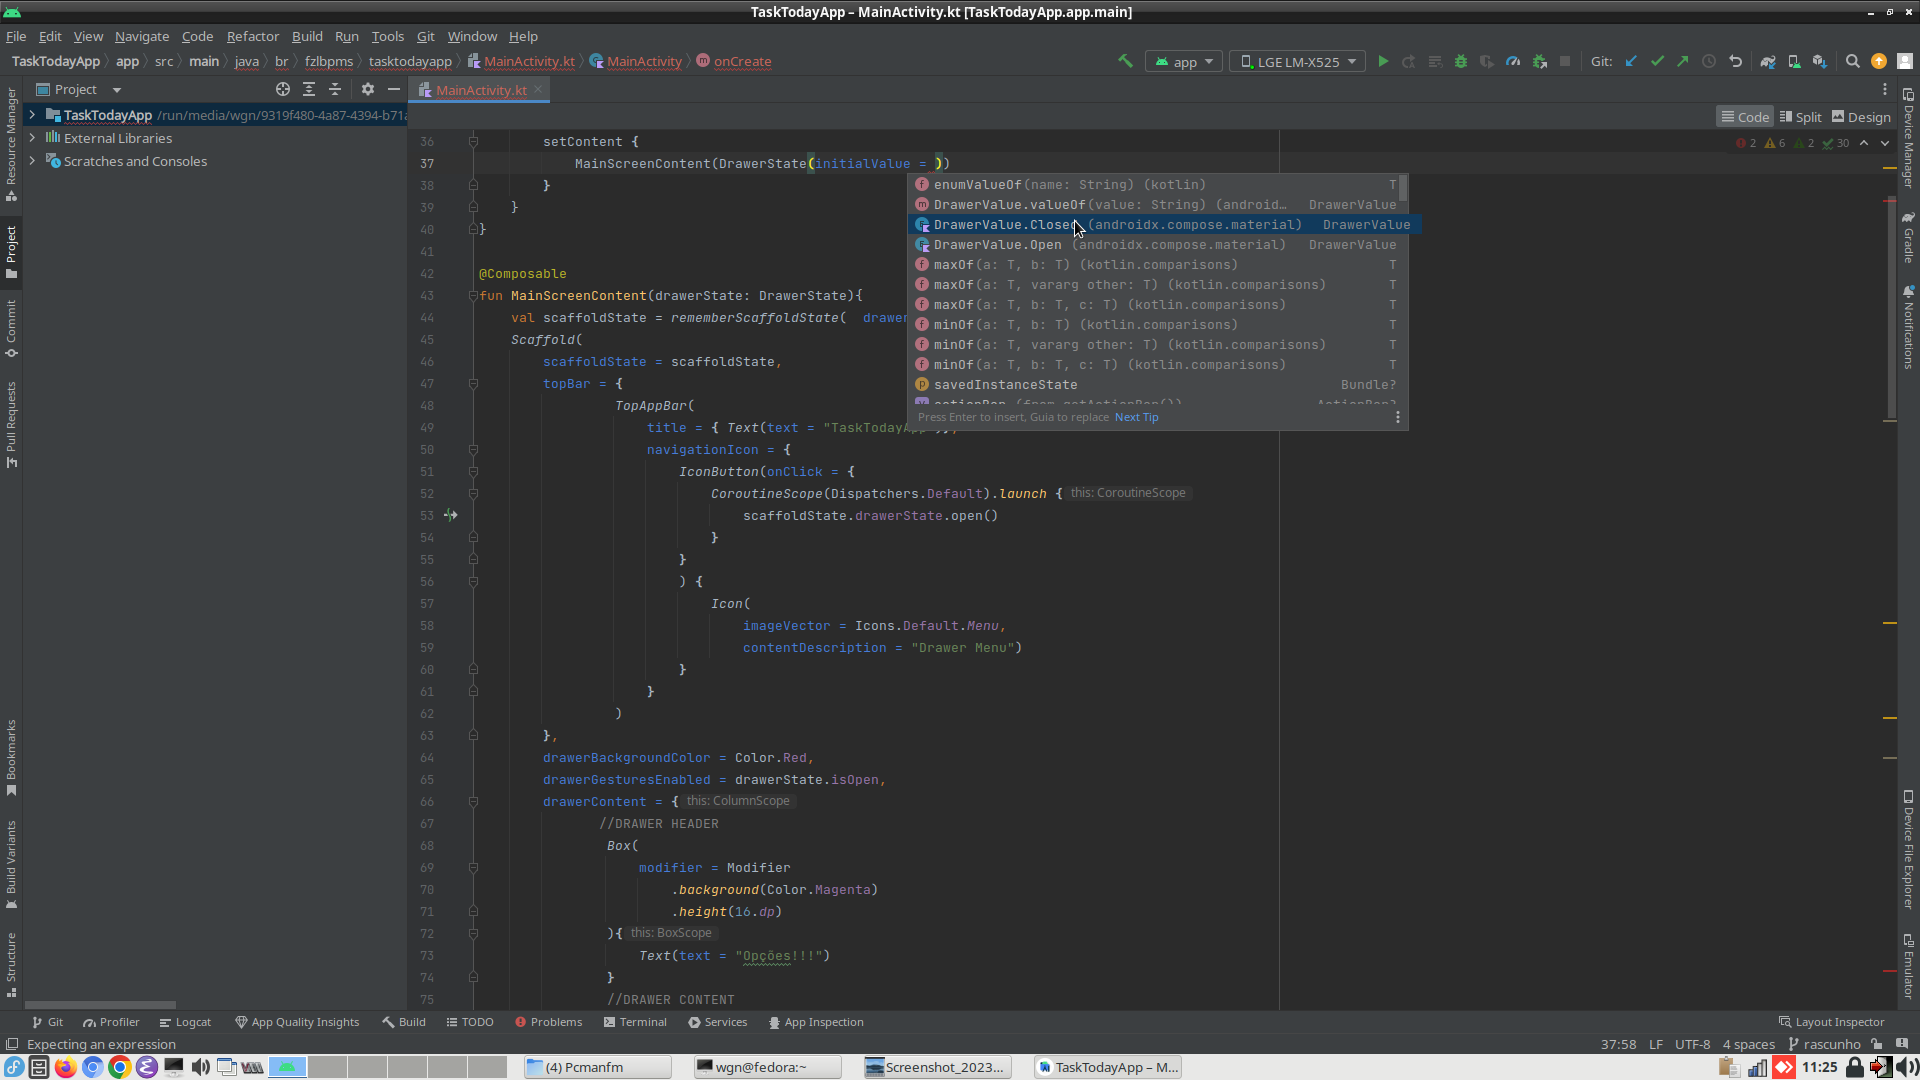 TaskTodayApp – MainActivity.kt [TaskTodayApp.app.main]
File Edit View Navigate Code Refactor Build Run Tools Git Window Help
TaskTodayApp app src main java br fzlbpms tasktodayapp MainActivity.kt MainActivity onCreate app LGE LM-X525 Git:
Project MainActivity.kt
Code Split Design
TaskTodayApp /run/media/wgn/9319f480-4a87-4394-b71
External Libraries
Scratches and Consoles
Resource Manager
Project
Commit
Pull Requests
Bookmarks
Build Variants
Structure
2 6 2 30
36 setContent {
37 MainScreenContent(DrawerState(initialValue = ))
38 }
39 }
40 }
41
42 @Composable
43 fun MainScreenContent(drawerState: DrawerState){
44 val scaffoldState = rememberScaffoldState( drawer
45 Scaffold(
46 scaffoldState = scaffoldState,
47 topBar = {
48 TopAppBar(
49 title = { Text(text = "TaskTodayA
50 navigationIcon = {
51 IconButton(onClick = {
52 CoroutineScope(Dispatchers.Default).launch { this: CoroutineScope
53 scaffoldState.drawerState.open()
54 }
55 }
56 ) {
57 Icon(
58 imageVector = Icons.Default.Menu,
59 contentDescription = "Drawer Menu")
60 }
61 }
62 )
63 },
64 drawerBackgroundColor = Color.Red,
65 drawerGesturesEnabled = drawerState.isOpen,
66 drawerContent = { this: ColumnScope
67 //DRAWER HEADER
68 Box(
69 modifier = Modifier
70 .background(Color.Magenta)
71 .height(16.dp)
72 ){ this: BoxScope
73 Text(text = "Opções!!!")
74 }
75 //DRAWER CONTENT
enumValueOf(name: String) (kotlin) T
DrawerValue.valueOf(value: String) (android… DrawerValue
DrawerValue.Closed (androidx.compose.material) DrawerValue
DrawerValue.Open (androidx.compose.material) DrawerValue
maxOf(a: T, b: T) (kotlin.comparisons) T
maxOf(a: T, vararg other: T) (kotlin.comparisons) T
maxOf(a: T, b: T, c: T) (kotlin.comparisons) T
minOf(a: T, b: T) (kotlin.comparisons) T
minOf(a: T, vararg other: T) (kotlin.comparisons) T
minOf(a: T, b: T, c: T) (kotlin.comparisons) T
savedInstanceState Bundle?
Press Enter to insert, Guia to replace Next Tip
Device Manager
Gradle
Notifications
Device File Explorer
Emulator
Git Profiler Logcat App Quality Insights Build TODO Problems Terminal Services App Inspection Layout Inspector
Expecting an expression 37:58 LF UTF-8 4 spaces rascunho
(4) Pcmanfm wgn@fedora:~ Screenshot_2023... TaskTodayApp – M... 11:25